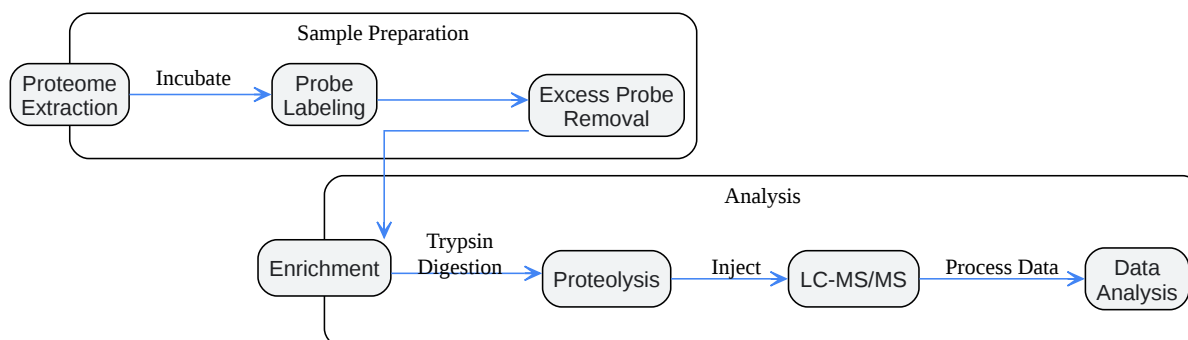 Sample Preparation
Proteome
Extraction
Incubate
Probe
Labeling
Excess Probe
Removal
Analysis
Enrichment
Trypsin
Digestion
Proteolysis
Inject
LC-MS/MS
Process Data
Data
Analysis